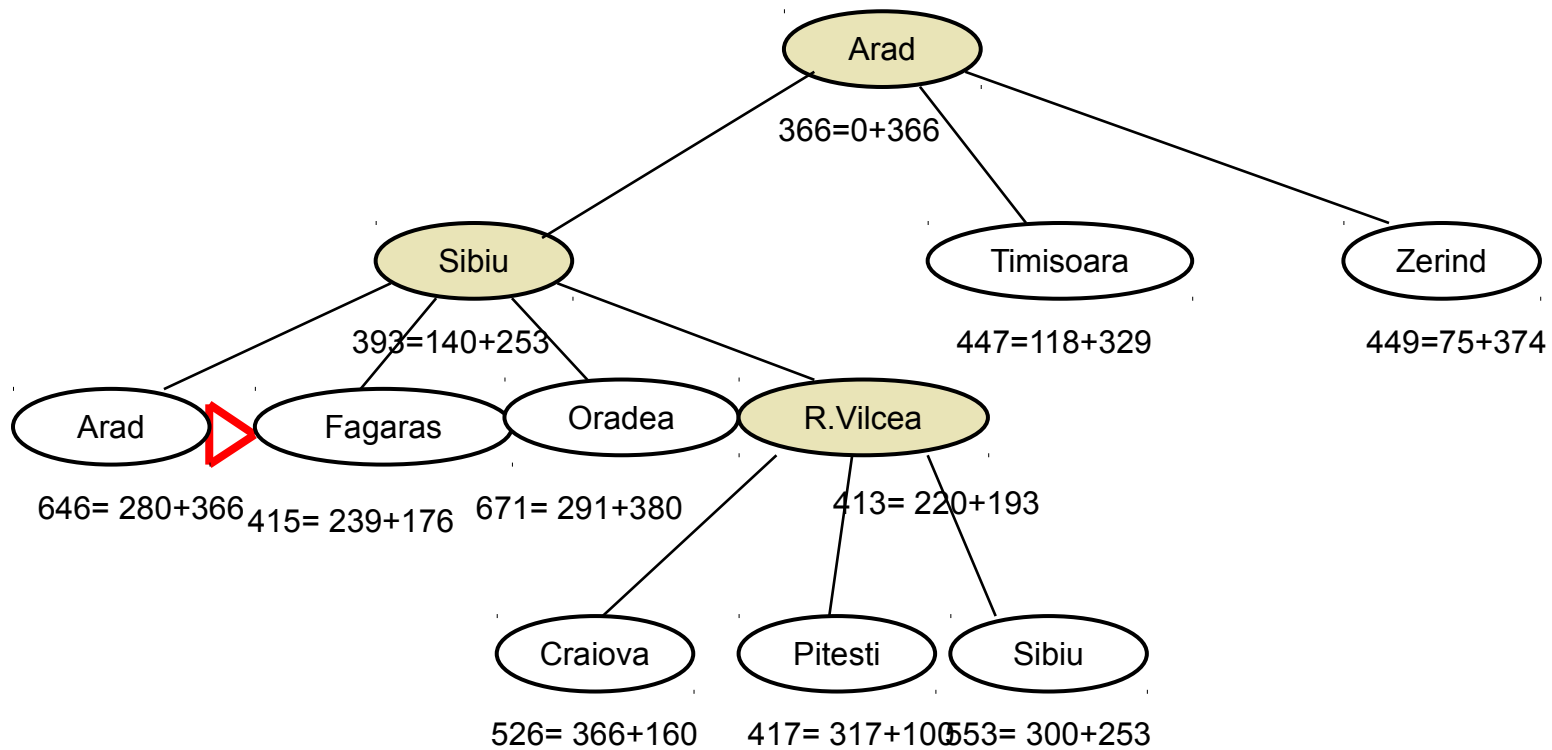 Arad
366=0+366
Sibiu
Timisoara
Zerind
393=140+253
447=118+329
449=75+374
Arad
Fagaras
Oradea
R.Vilcea
646= 280+366
415= 239+176
671= 291+380
413= 220+193
Craiova
Pitesti
Sibiu
526= 366+160
417= 317+100
553= 300+253